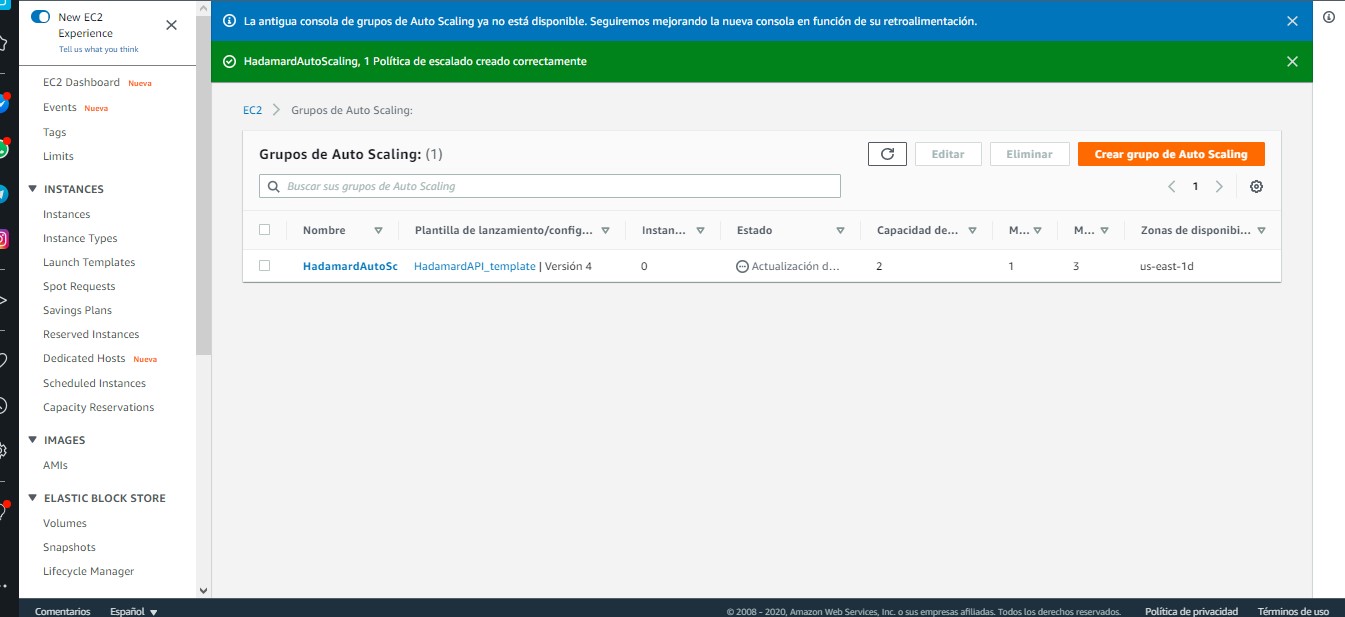 New EC2
Experience
Tell us what you think
EC2 Dashboard Nueva
Events Nueva
Tags
Limits
INSTANCES
Instances
Instance Types
Launch Templates
Spot Requests
Savings Plans
Reserved Instances
Dedicated Hosts Nueva
Scheduled Instances
Capacity Reservations
IMAGES
AMIs
ELASTIC BLOCK STORE
Volumes
Snapshots
Lifecycle Manager
La antigua consola de grupos de Auto Scaling ya no está disponible. Seguiremos mejorando la nueva consola en función de su retroalimentación.
HadamardAutoScaling, 1 Política de escalado creado correctamente
EC2 Grupos de Auto Scaling:
Grupos de Auto Scaling: (1)
Editar Eliminar Crear grupo de Auto Scaling
Buscar sus grupos de Auto Scaling
1
Nombre Plantilla de lanzamiento/config... Instan... Estado Capacidad de... M... M... Zonas de disponibi...
HadamardAutoSc HadamardAPI_template | Versión 4 0 Actualización d... 2 1 3 us-east-1d
Comentarios Español © 2008 - 2020, Amazon Web Services, Inc. o sus empresas afiliadas. Todos los derechos reservados. Política de privacidad Términos de uso